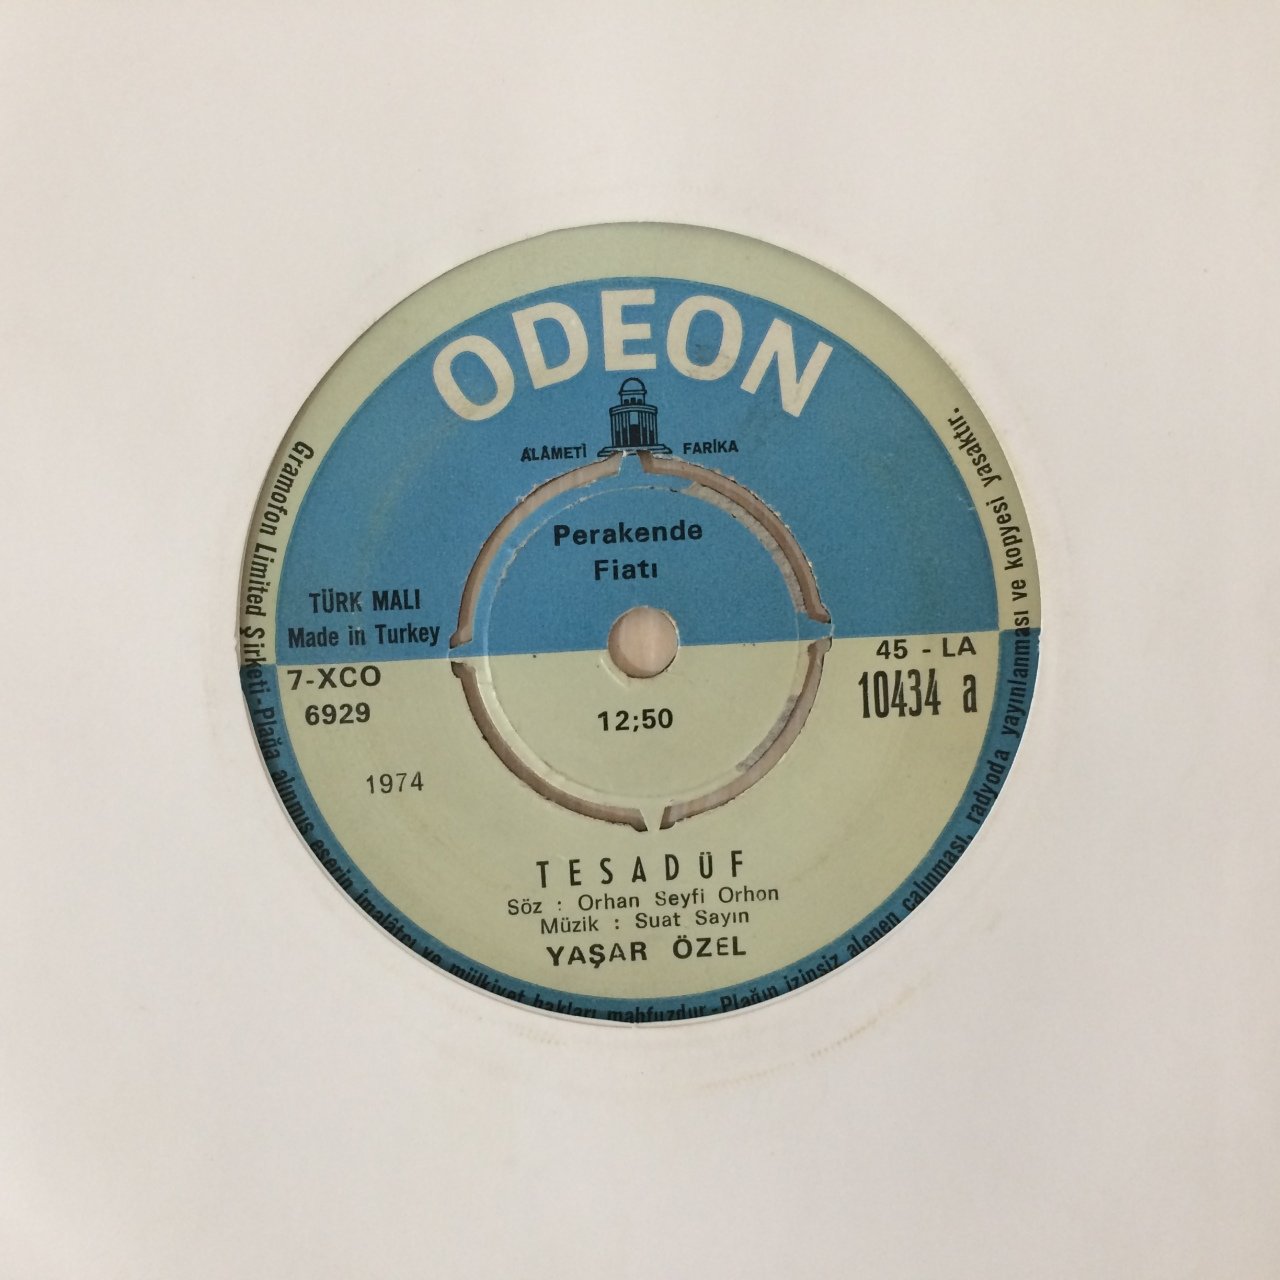 ODEON
ALÂMETİ FARİKA
Perakende
Fiatı
TÜRK MALI
Made in Turkey
7-XCO
6929
45 - LA
10434 a
12;50
1974
TESADÜF
Söz : Orhan Seyfi Orhon
Müzik : Suat Sayın
YAŞAR ÖZEL
Gramofon Limited Şirketi - Plağa alınmış eserin imalâtçı ve mülkiyet hakları mahfuzdur - Plağın izinsiz alenen çalınması, radyoda yayınlanması ve kopyesi yasaktır.